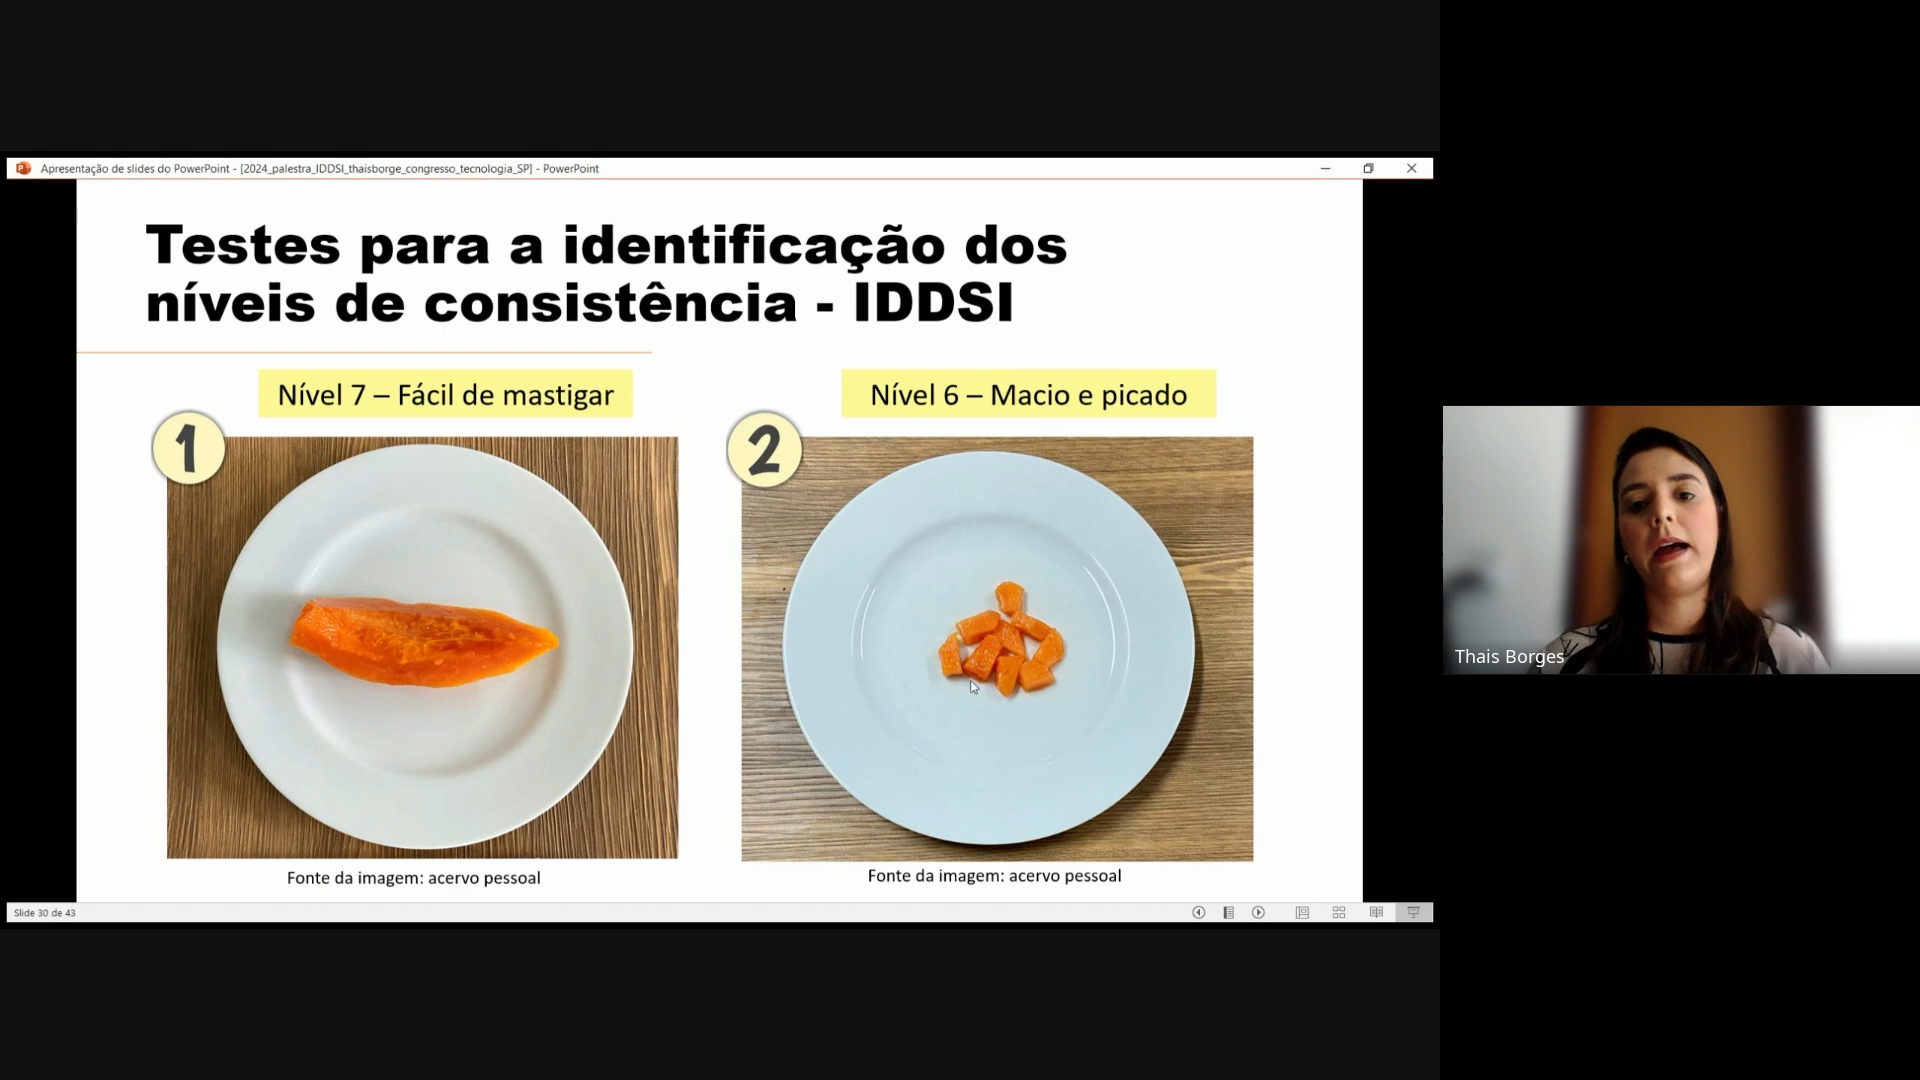 Apresentação de slides do PowerPoint - [2024_palestra_IDDSI_thaisborge_congresso_tecnologia_SP] - PowerPoint
Testes para a identificação dos
níveis de consistência - IDDSI
Nível 7 – Fácil de mastigar
Nível 6 – Macio e picado
1
2
Fonte da imagem: acervo pessoal
Fonte da imagem: acervo pessoal
Thais Borges
Slide 30 de 43